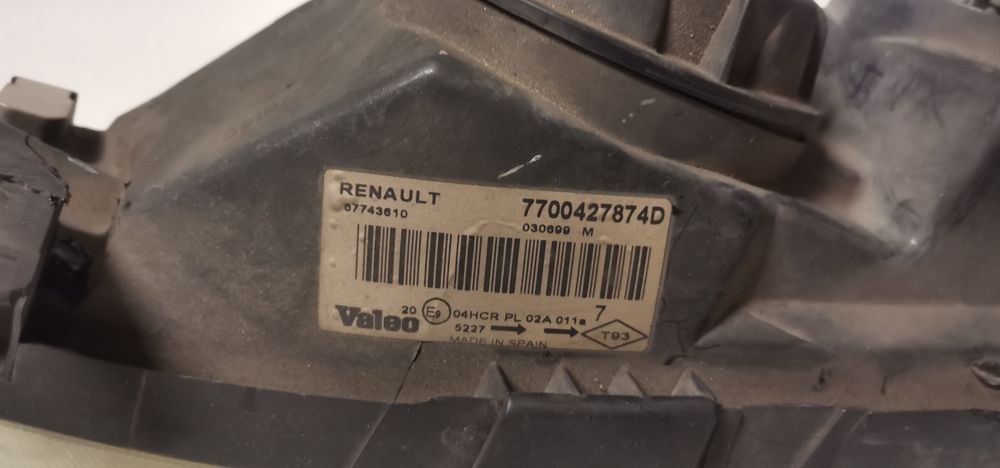 RENAULT 7700427874D
67743610 030699 M
20 E9 04HCR PL 02A 011a 7
Valeo 5227 T93
MADE IN SPAIN